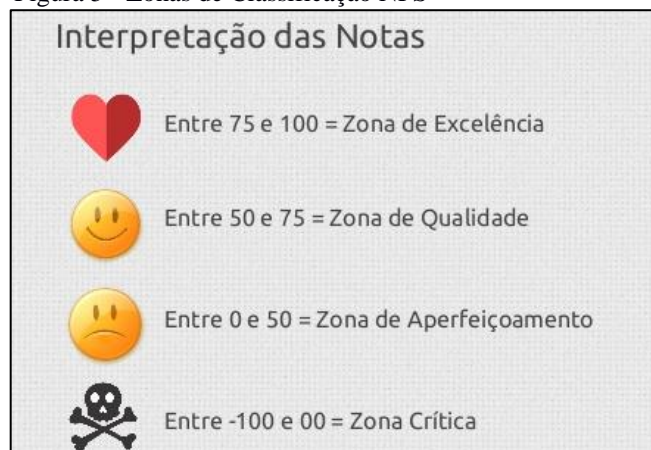 Interpretação das Notas
Entre 75 e 100 = Zona de Excelência
Entre 50 e 75 = Zona de Qualidade
Entre 0 e 50 = Zona de Aperfeiçoamento
Entre -100 e 00 = Zona Crítica